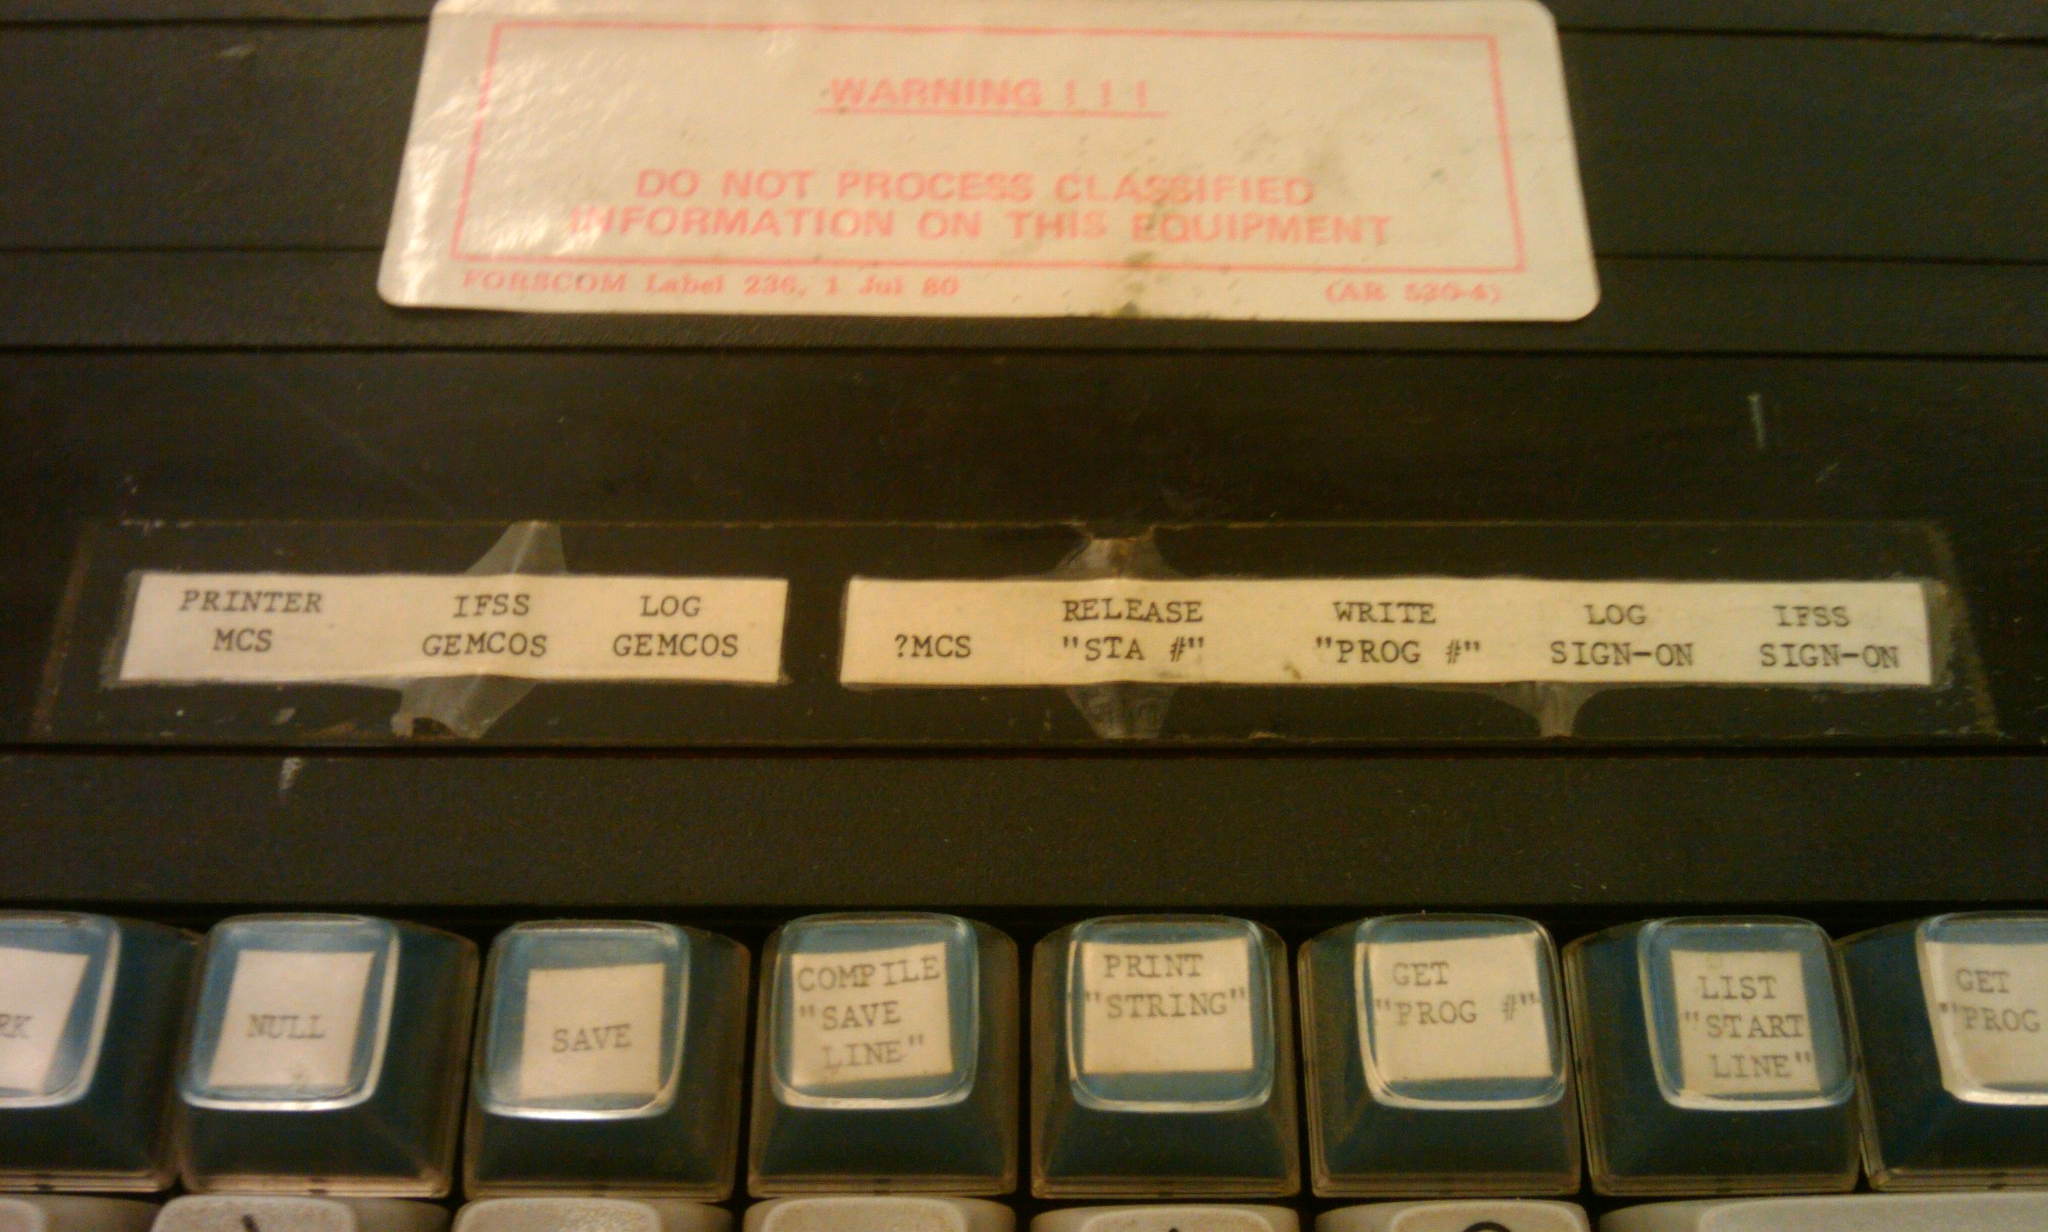 WARNING ! ! !
DO NOT PROCESS CLASSIFIED
INFORMATION ON THIS EQUIPMENT
FORSCOM Label 236, 1 Jul 80 (AR 530-4)
PRINTER IFSS LOG
MCS GEMCOS GEMCOS
RELEASE WRITE LOG IFSS
?MCS "STA #" "PROG #" SIGN-ON SIGN-ON
RK
NULL
SAVE
COMPILE
"SAVE
LINE"
PRINT
"STRING"
GET
"PROG #"
LIST
"START
LINE"
GET
"PROG